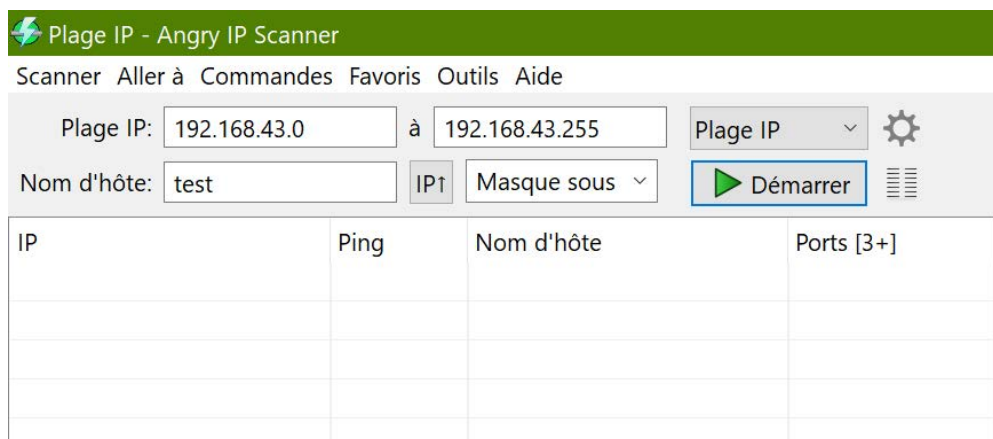 Plage IP - Angry IP Scanner
Scanner Aller à Commandes Favoris Outils Aide
Plage IP: 192.168.43.0 à 192.168.43.255 Plage IP
Nom d'hôte: test IP↑ Masque sous Démarrer
IP Ping Nom d'hôte Ports [3+]